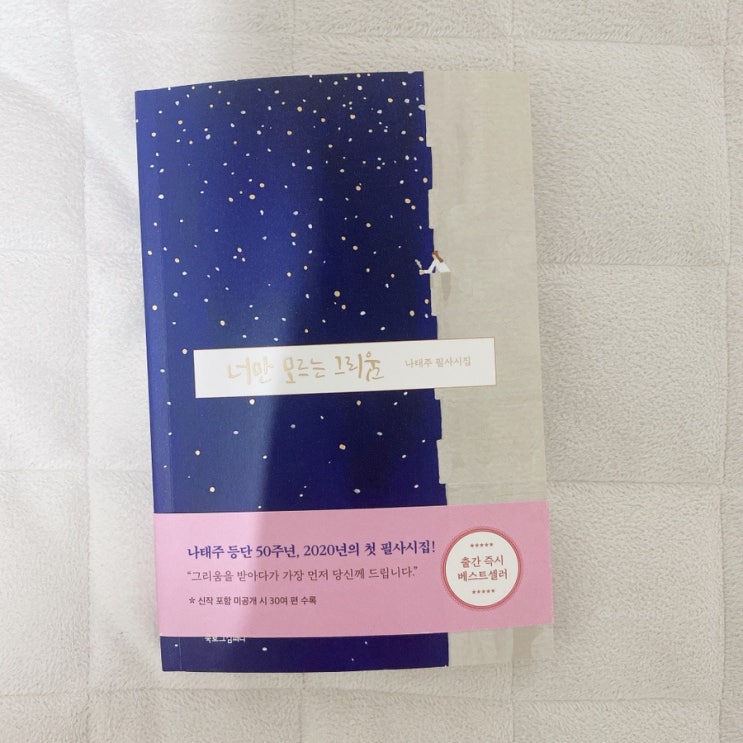 너만 모르는 그리움
나태주 필사시집
나태주 등단 50주년, 2020년의 첫 필사시집!
“그리움을 받아다가 가장 먼저 당신께 드립니다.”
* 신작 포함 미공개 시 30여 편 수록
★★★★★
출간 즉시
베스트셀러
★★★★★